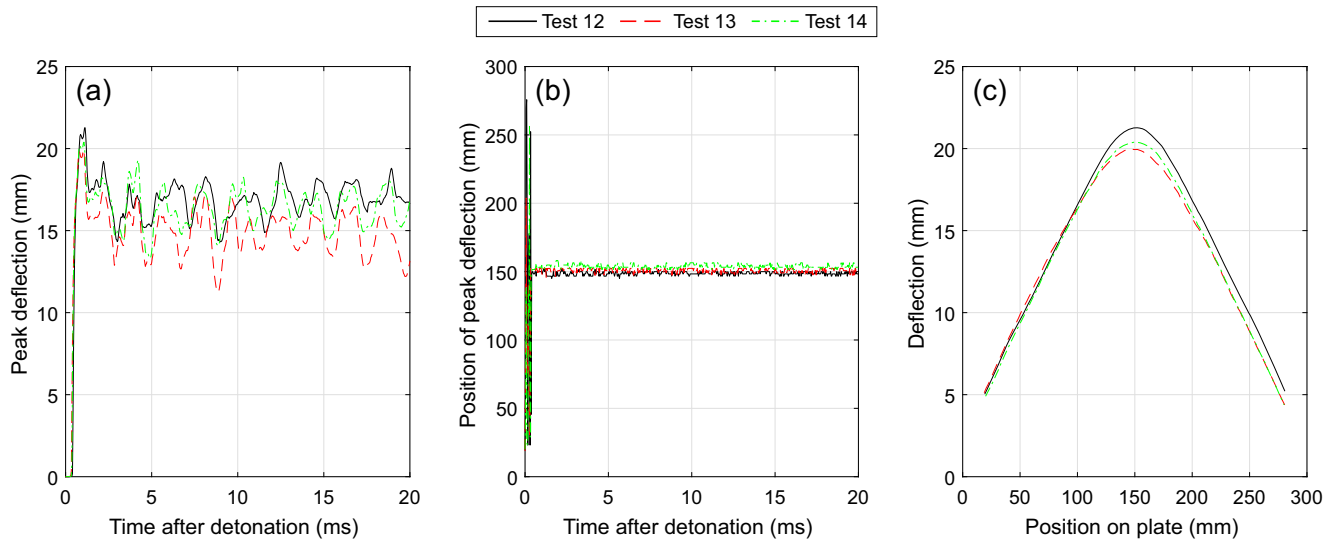 Test 12 Test 13 Test 14
(a)
25
20
15
10
5
0
0 5 10 15 20
Peak deflection (mm)
Time after detonation (ms)
(b)
300
250
200
150
100
50
0
0 5 10 15 20
Position of peak deflection (mm)
Time after detonation (ms)
(c)
25
20
15
10
5
0
0 50 100 150 200 250 300
Deflection (mm)
Position on plate (mm)